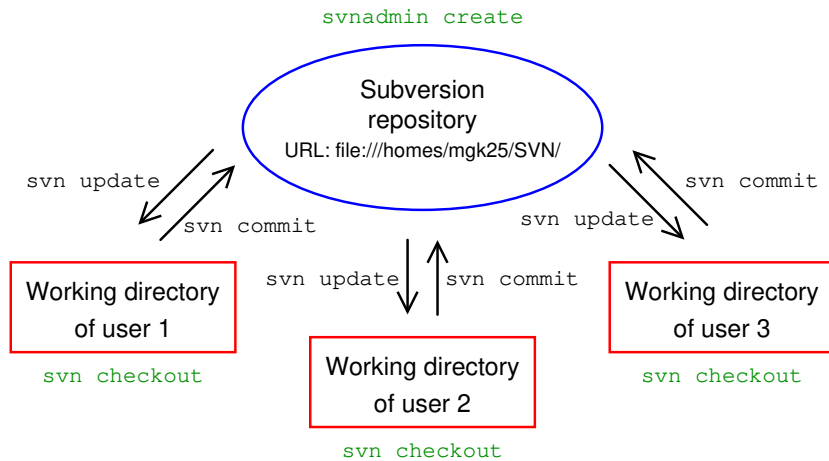 svnadmin create
Subversion
repository
URL: file:///homes/mgk25/SVN/
svn update
svn commit
svn commit
svn update
svn update
svn commit
Working directory
of user 1
svn checkout
Working directory
of user 2
svn checkout
Working directory
of user 3
svn checkout